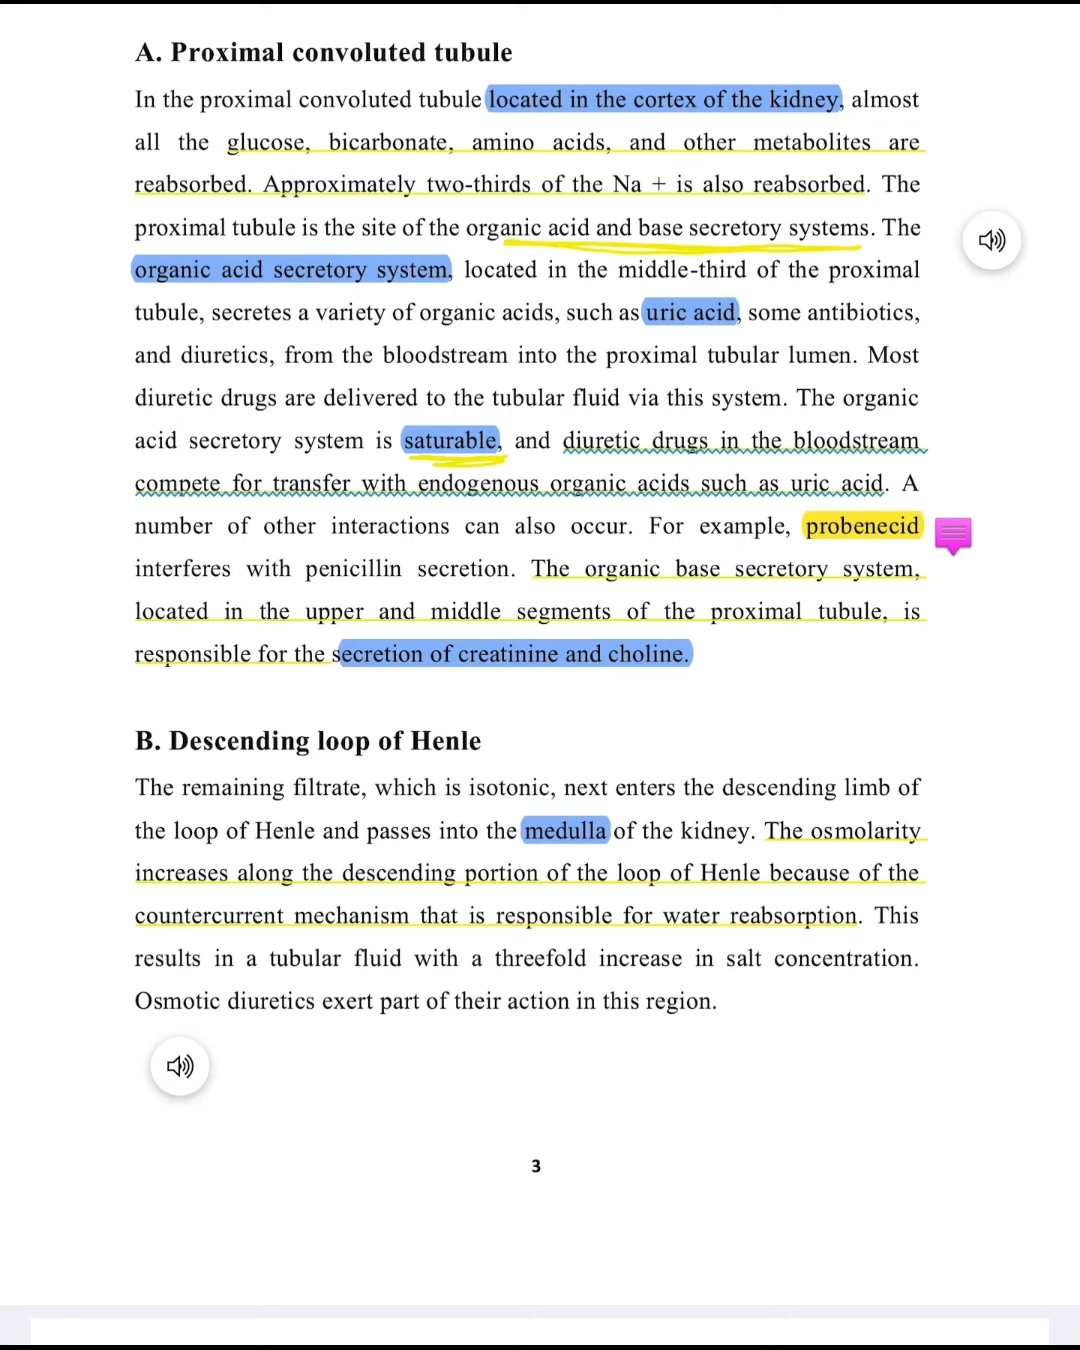 A. Proximal convoluted tubule
In the proximal convoluted tubule located in the cortex of the kidney, almost
all the glucose, bicarbonate, amino acids, and other metabolites are
reabsorbed. Approximately two-thirds of the Na + is also reabsorbed. The
proximal tubule is the site of the organic acid and base secretory systems. The
organic acid secretory system, located in the middle-third of the proximal
tubule, secretes a variety of organic acids, such as uric acid, some antibiotics,
and diuretics, from the bloodstream into the proximal tubular lumen. Most
diuretic drugs are delivered to the tubular fluid via this system. The organic
acid secretory system is saturable, and diuretic drugs in the bloodstream
compete for transfer with endogenous organic acids such as uric acid. A
number of other interactions can also occur. For example, probenecid
interferes with penicillin secretion. The organic base secretory system,
located in the upper and middle segments of the proximal tubule, is
responsible for the secretion of creatinine and choline.
B. Descending loop of Henle
The remaining filtrate, which is isotonic, next enters the descending limb of
the loop of Henle and passes into the medulla of the kidney. The osmolarity
increases along the descending portion of the loop of Henle because of the
countercurrent mechanism that is responsible for water reabsorption. This
results in a tubular fluid with a threefold increase in salt concentration.
Osmotic diuretics exert part of their action in this region.
3